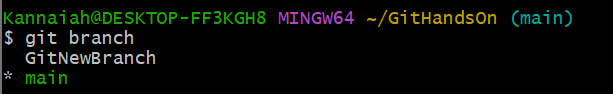 Kannaiah@DESKTOP-FF3KGH8 MINGW64 ~/GitHandsOn (main)
$ git branch
  GitNewBranch
* main